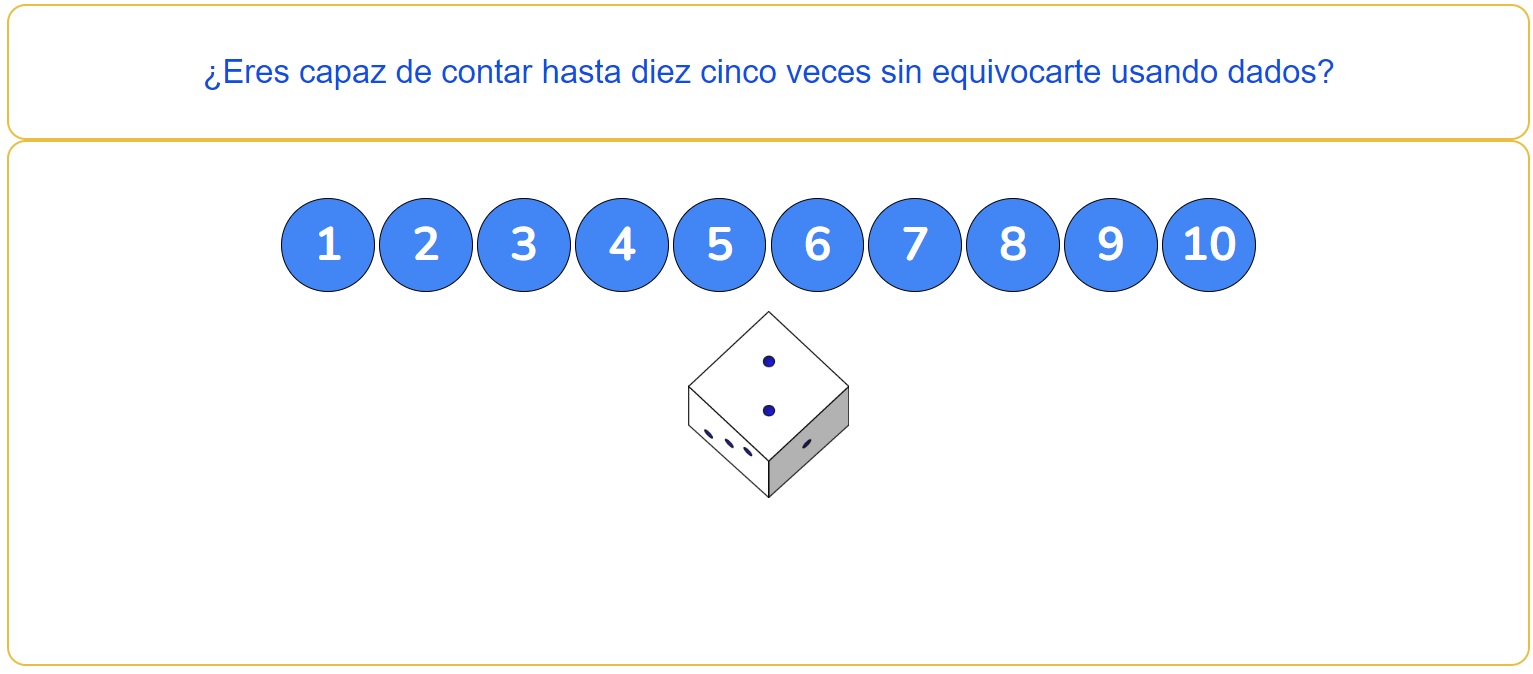 ¿Eres capaz de contar hasta diez cinco veces sin equivocarte usando dados?
1 2 3 4 5 6 7 8 9 10